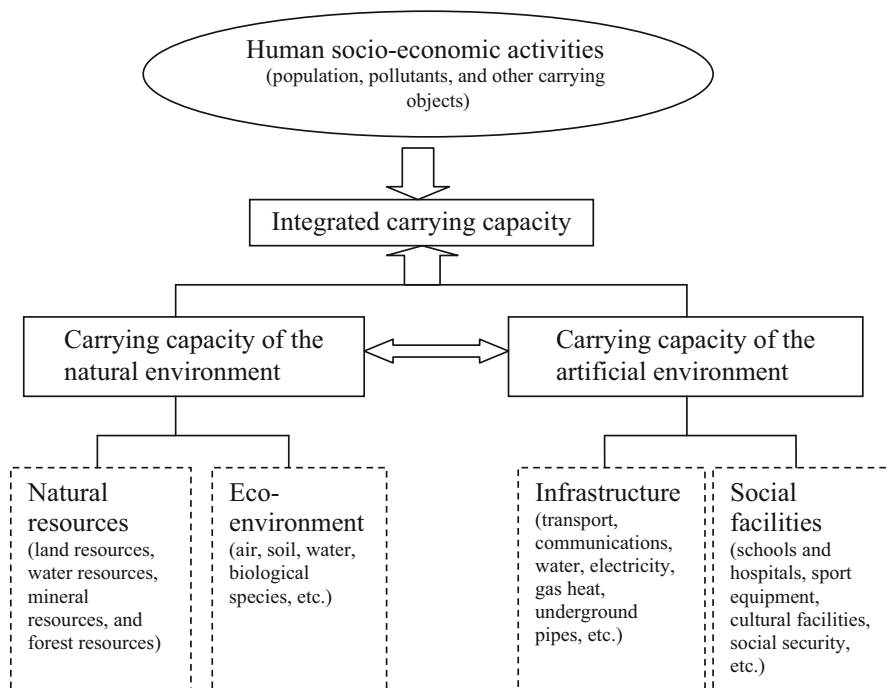 Human socio-economic activities
(population, pollutants, and other carrying
objects)
Integrated carrying capacity
Carrying capacity of the
natural environment
Carrying capacity of the
artificial environment
Natural
resources
(land resources,
water resources,
mineral
resources, and
forest resources)
Eco-
environment
(air, soil, water,
biological
species, etc.)
Infrastructure
(transport,
communications,
water, electricity,
gas heat,
underground
pipes, etc.)
Social
facilities
(schools and
hospitals, sport
equipment,
cultural facilities,
social security,
etc.)